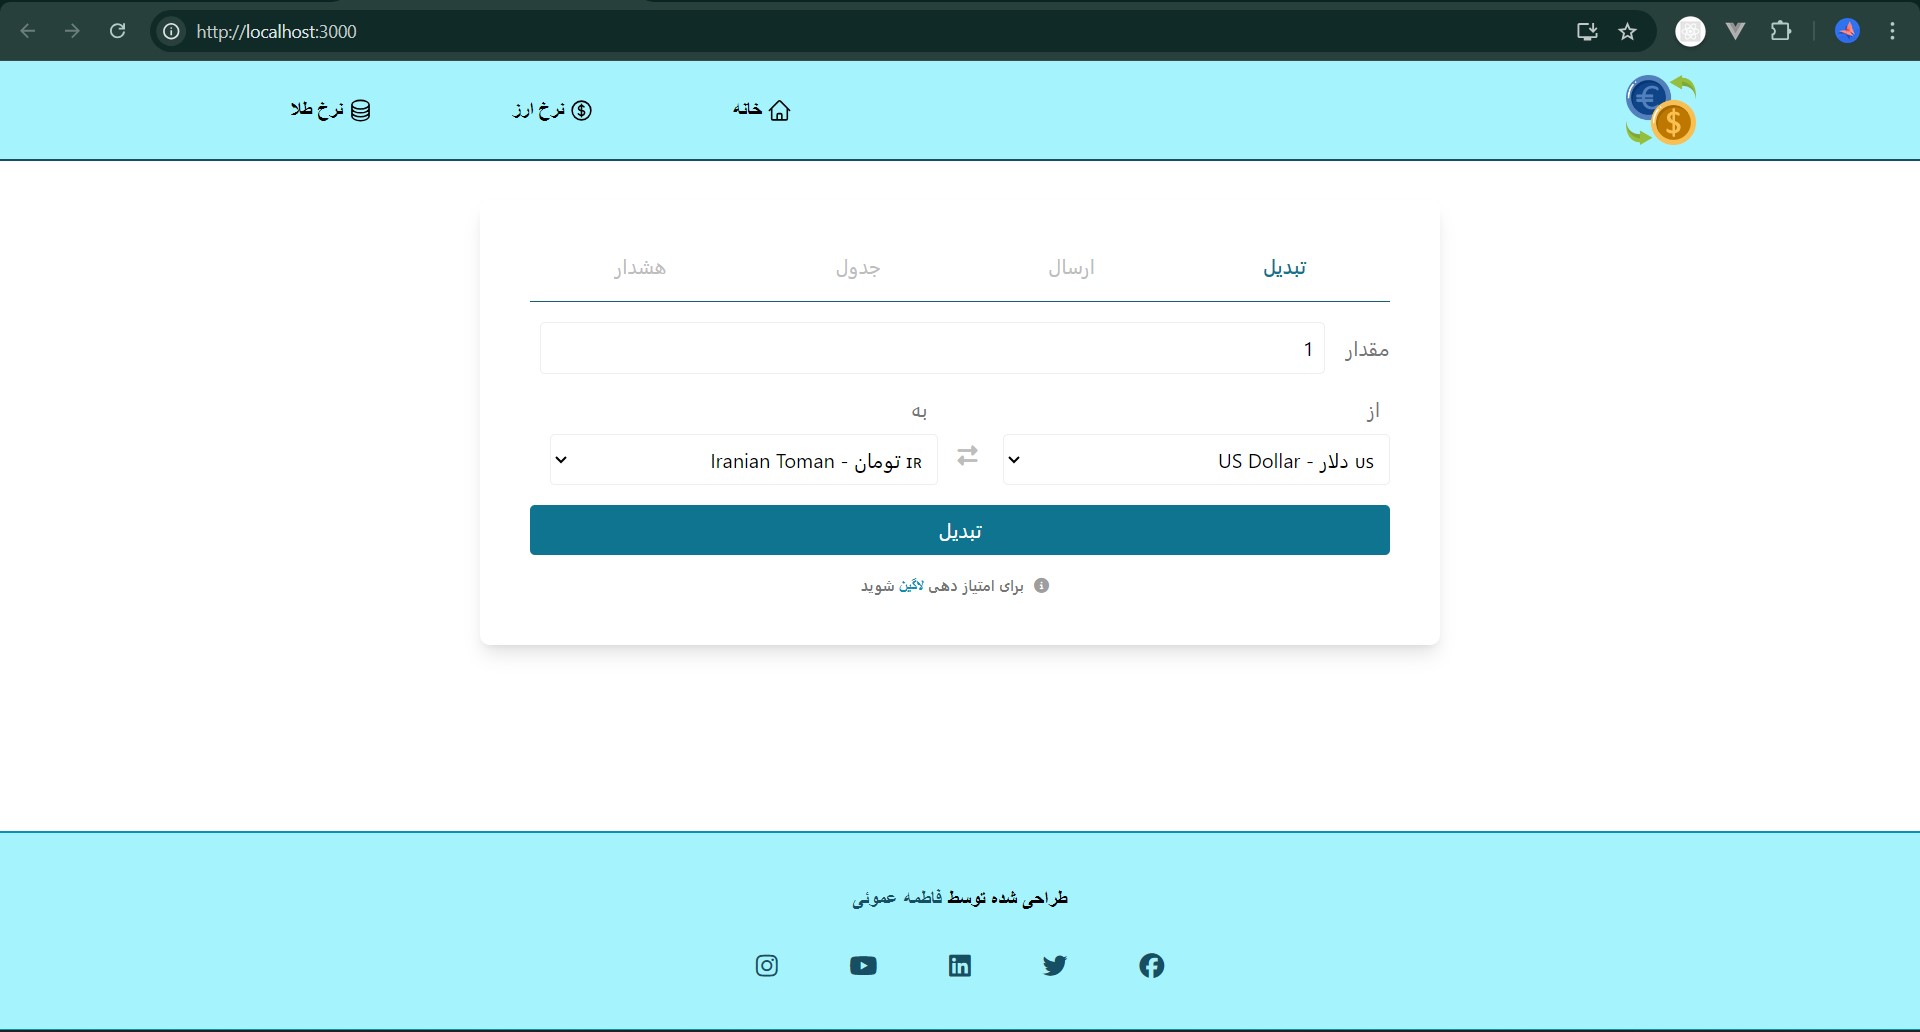 http://localhost:3000
خانه
نرخ ارز
نرخ طلا
تبدیل
ارسال
جدول
هشدار
مقدار
1
از
به
US دلار - US Dollar
IR تومان - Iranian Toman
تبدیل
برای امتیاز دهی لاگین شوید
طراحی شده توسط فاطمه عموئی